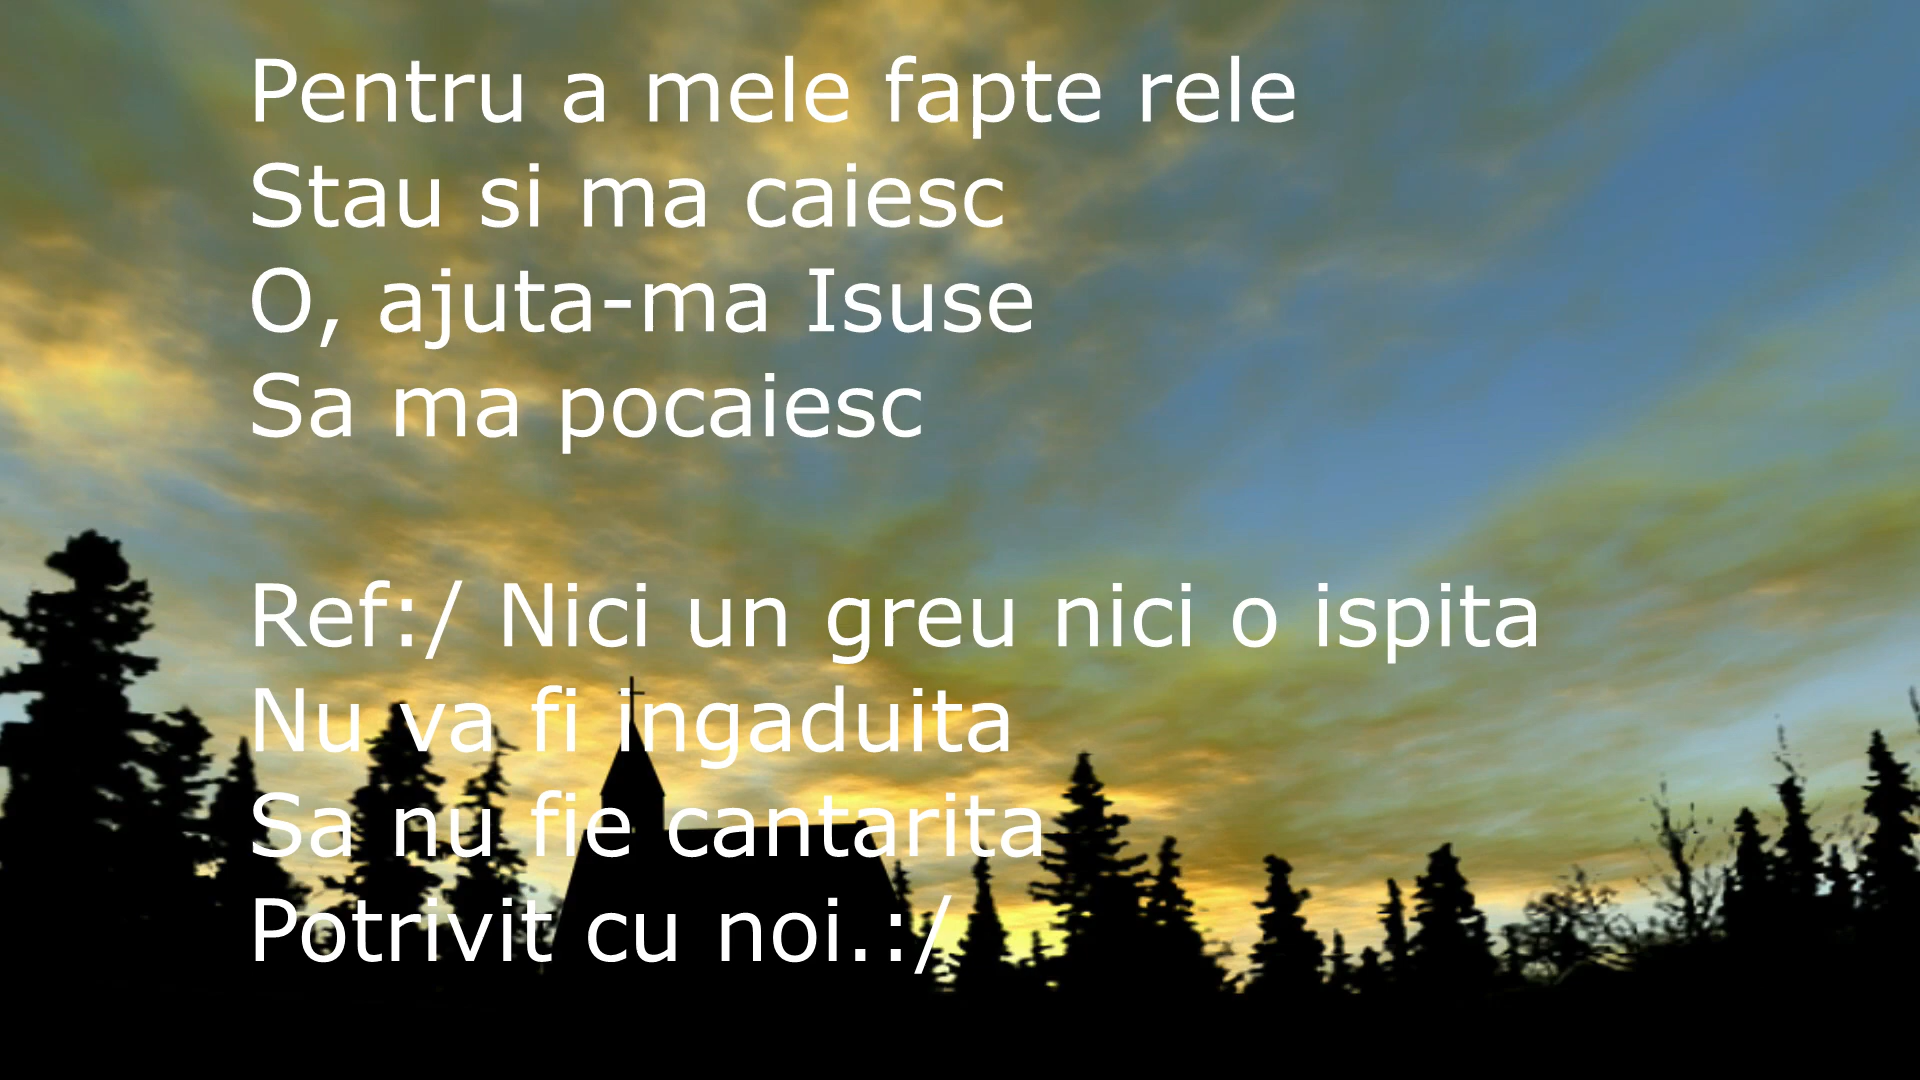 Pentru a mele fapte rele
Stau si ma caiesc
O, ajuta-ma Isuse
Sa ma pocaiesc
Ref:/ Nici un greu nici o ispita
Nu va fi ingaduita
Sa nu fie cantarita
Potrivit cu noi.:/